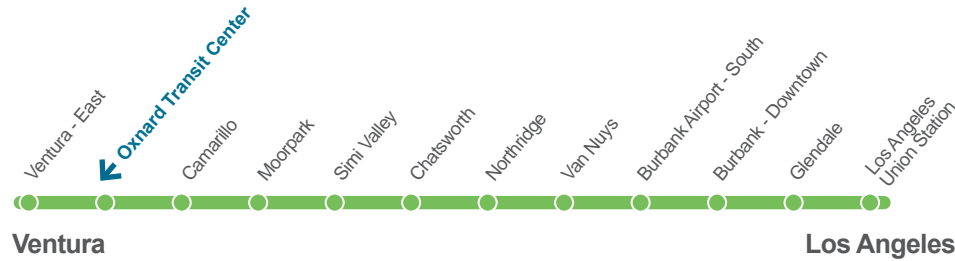 Ventura - East
Oxnard Transit Center
Camarillo
Moorpark
Simi Valley
Chatsworth
Northridge
Van Nuys
Burbank Airport - South
Burbank - Downtown
Glendale
Los Angeles
Union Station
Ventura
Los Angeles